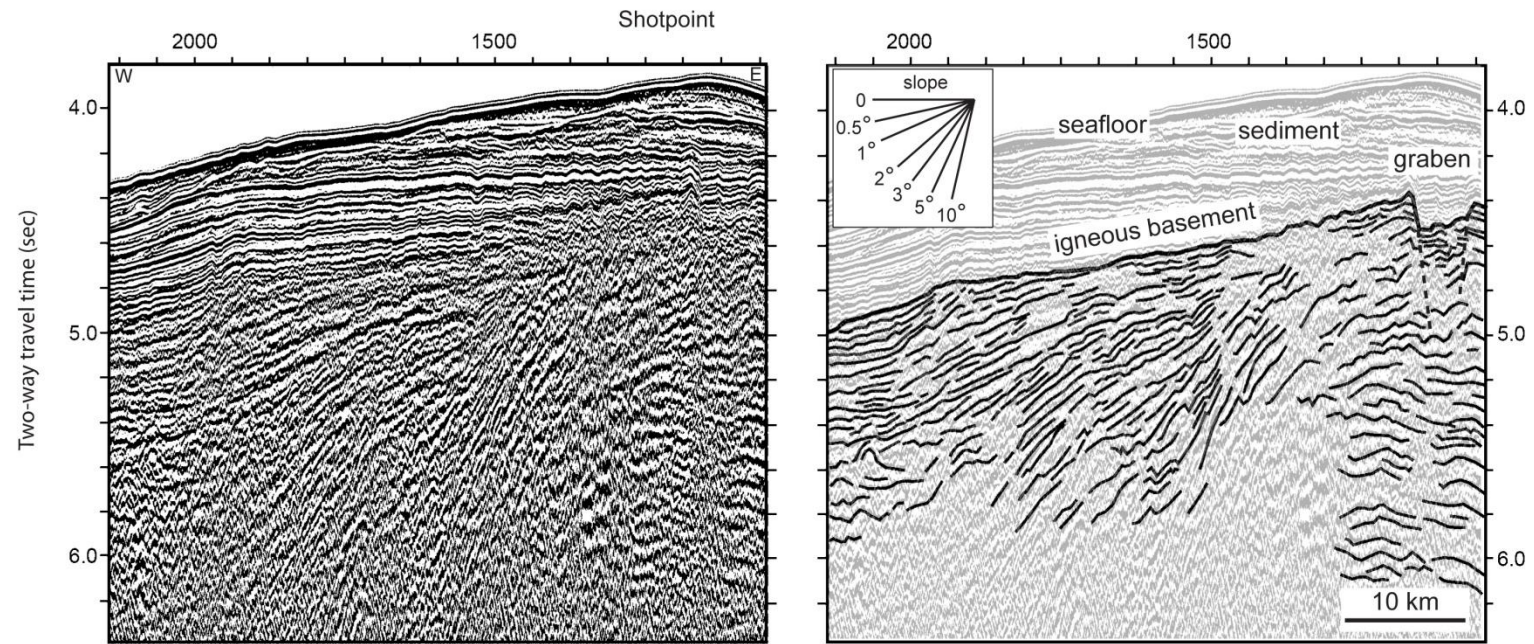 Shotpoint
2000 1500
2000 1500
W E
4.0
5.0
6.0
Two-way travel time (sec)
slope
0
0.5°
1°
2°
3°
5°
10°
seafloor
sediment
graben
igneous basement
4.0
5.0
6.0
10 km